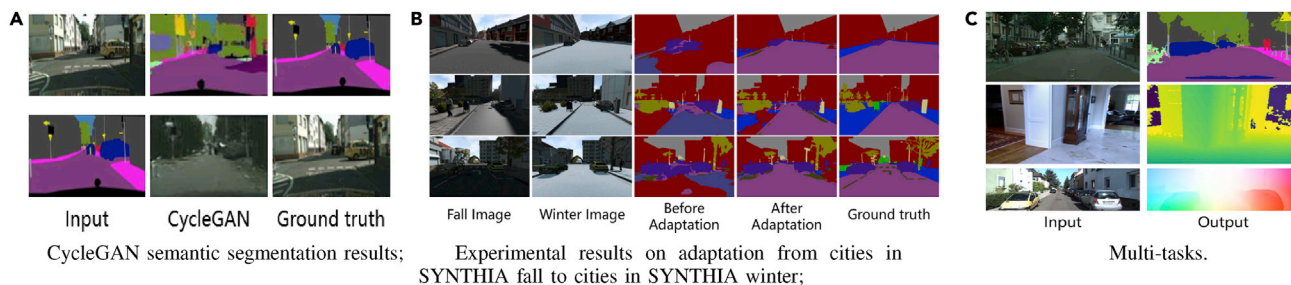 A
Input
CycleGAN
Ground truth
CycleGAN semantic segmentation results;
B
Fall Image
Winter Image
Before
Adaptation
After
Adaptation
Ground truth
Experimental results on adaptation from cities in
SYNTHIA fall to cities in SYNTHIA winter;
C
Input
Output
Multi-tasks.